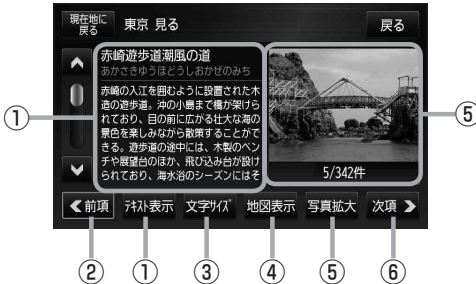 現在地に
戻る
東京 見る
戻る
赤崎遊歩道潮風の道
あかさきゆうほどうしおかぜのみち
赤崎の入江を囲むように設置された木
造の遊歩道。沖の小島まで橋が架けら
れており、目の前に広がる壮大な海の
景色を楽しみながら散策することがで
きる。遊歩道の途中には、木製のベン
チや展望台のほか、飛び込み台が設け
られており、海水浴のシーズンにはそ
5/342件
①
⑤
前項
ﾃｷｽﾄ表示
文字ｻｲｽﾞ
地図表示
写真拡大
次項
②
①
③
④
⑤
⑥